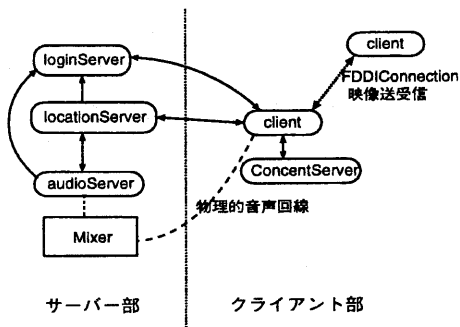 client
loginServer
FDDIConnection
映像送受信
locationServer
client
ConcentServer
audioServer
物理的音声回線
Mixer
サーバー部
クライアント部